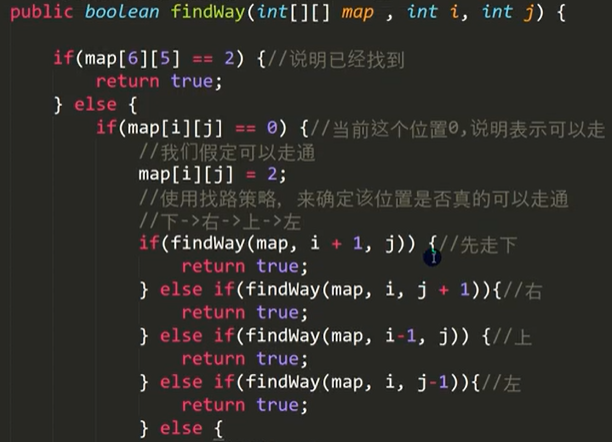 public boolean findWay(int[][] map , int i, int j) {
if(map[6][5] == 2) {//说明已经找到
return true;
} else {
if(map[i][j] == 0) {//当前这个位置0,说明表示可以走
//我们假定可以走通
map[i][j] = 2;
//使用找路策略，来确定该位置是否真的可以走通
//下->右->上->左
if(findWay(map, i + 1, j)) {//先走下
return true;
} else if(findWay(map, i, j + 1)){//右
return true;
} else if(findWay(map, i-1, j)) {//上
return true;
} else if(findWay(map, i, j-1)){//左
return true;
} else {